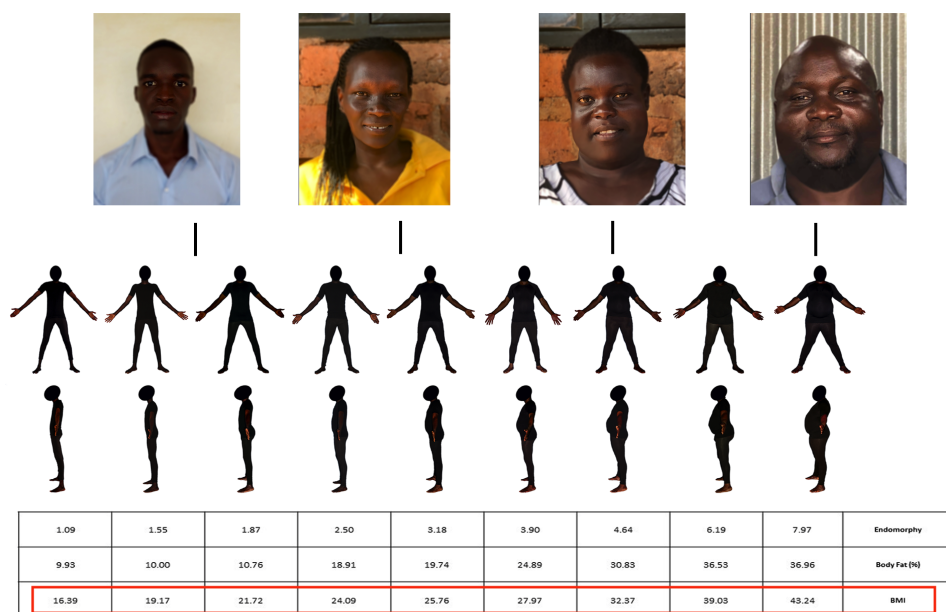 1.09 1.55 1.87 2.50 3.18 3.90 4.64 6.19 7.97 Endomorphy
9.93 10.00 10.76 18.91 19.74 24.89 30.83 36.53 36.96 Body Fat (%)
16.39 19.17 21.72 24.09 25.76 27.97 32.37 39.03 43.24 BMI